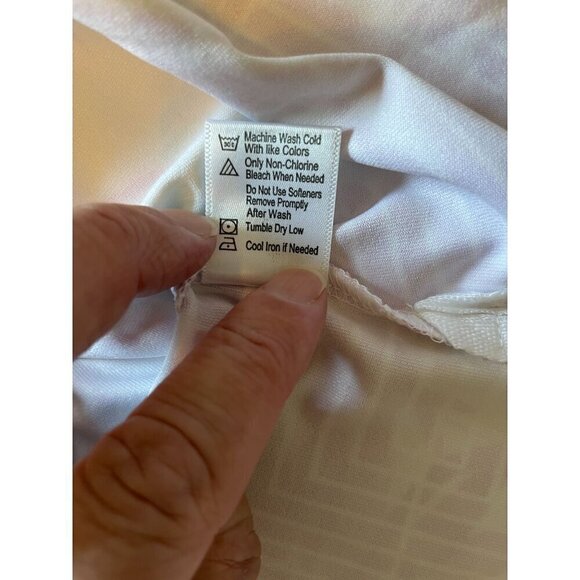 Machine Wash Cold
With like Colors
Only Non-Chlorine
Bleach When Needed
Do Not Use Softeners
Remove Promptly
After Wash
Tumble Dry Low
Cool Iron if Needed